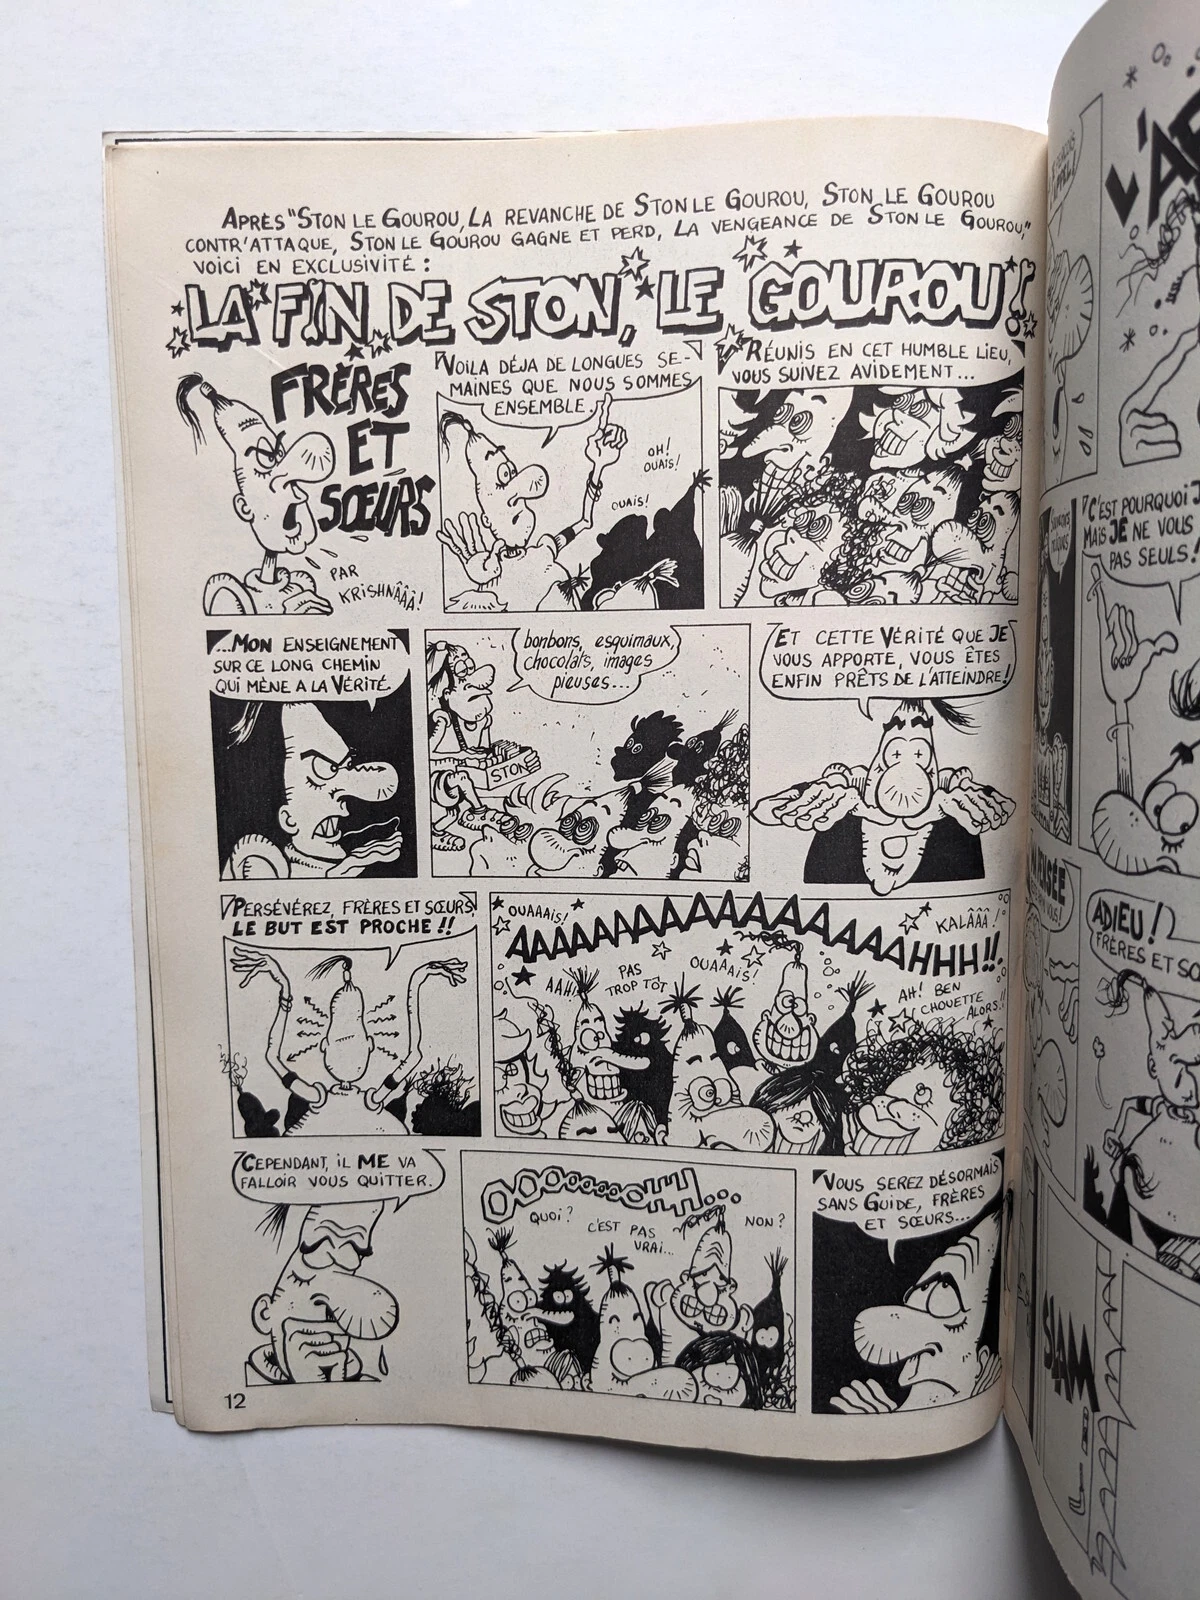 APRÈS "STON LE GOUROU, LA REVANCHE DE STON LE GOUROU, STON LE GOUROU
CONTR'ATTAQUE, STON LE GOUROU GAGNE ET PERD, LA VENGEANCE DE STON LE GOUROU,"
VOICI EN EXCLUSIVITÉ :
LA FIN DE STON, LE GOUROU !
FRÈRES
ET
SŒURS
PAR
KRISHNÂÂÂ!
VOILA DÉJA DE LONGUES SE-
MAINES QUE NOUS SOMMES
ENSEMBLE.
OH!
OUAIS!
OUAIS!
RÉUNIS EN CET HUMBLE LIEU,
VOUS SUIVEZ AVIDEMENT...
...MON ENSEIGNEMENT
SUR CE LONG CHEMIN
QUI MÈNE A LA VÉRITÉ.
bonbons, esquimaux,
chocolats, images
pieuses...
STON
ET CETTE VÉRITÉ QUE JE
VOUS APPORTE, VOUS ÊTES
ENFIN PRÊTS DE L'ATTEINDRE!
PERSÉVÉREZ, FRÈRES ET SŒURS,
LE BUT EST PROCHE !!
OUAAAIS!
AAAAAAAAAAAAAAAAAAHHH!!
KALÂÂÂ!
AAH!
PAS
TROP TÔT
OUAAAIS!
AH! BEN
CHOUETTE
ALORS!!
CEPENDANT, IL ME VA
FALLOIR VOUS QUITTER.
OOOooooOHH...
QUOI?
C'EST PAS
VRAI...
NON?
VOUS SEREZ DÉSORMAIS
SANS GUIDE, FRÈRES
ET SŒURS...
12
C'EST POURQUOI J
MAIS JE NE VOUS
PAS SEULS!
ADIEU!
FRÈRES ET SO
SLAM